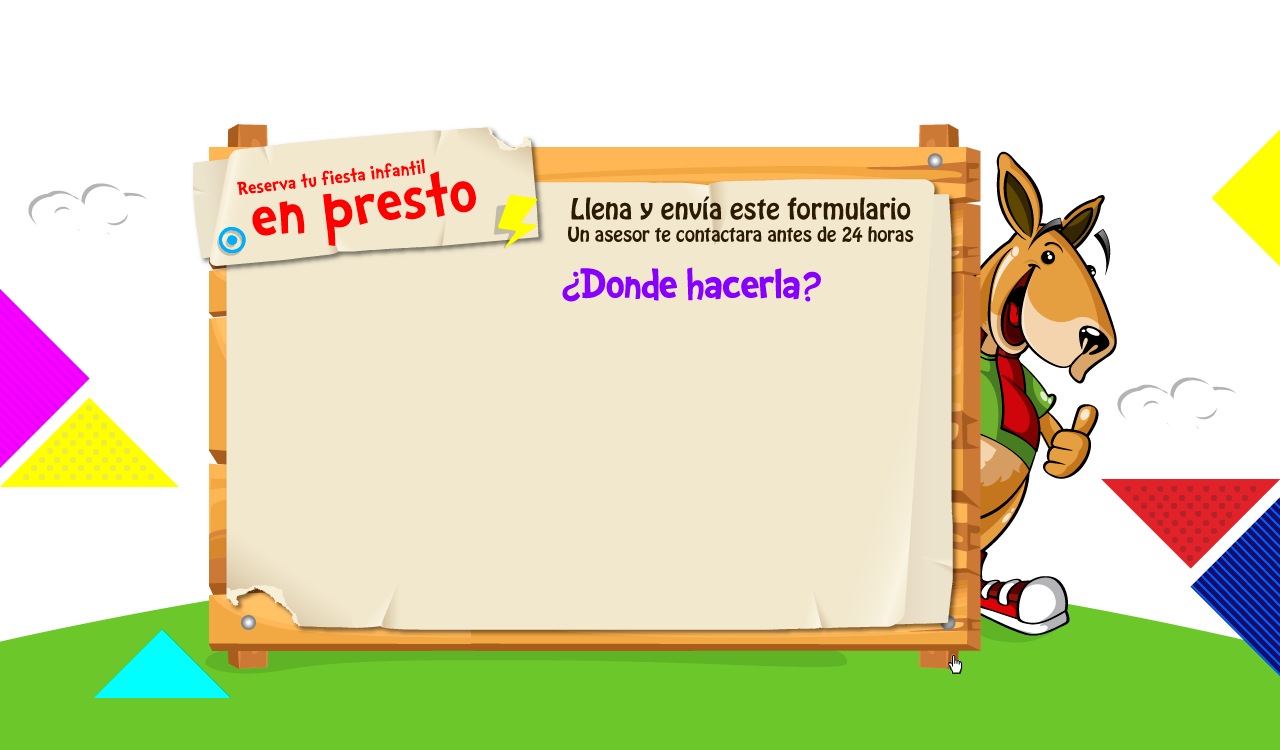 Reserva tu fiesta infantil
en presto
Llena y envía este formulario
Un asesor te contactara antes de 24 horas
¿Donde hacerla?